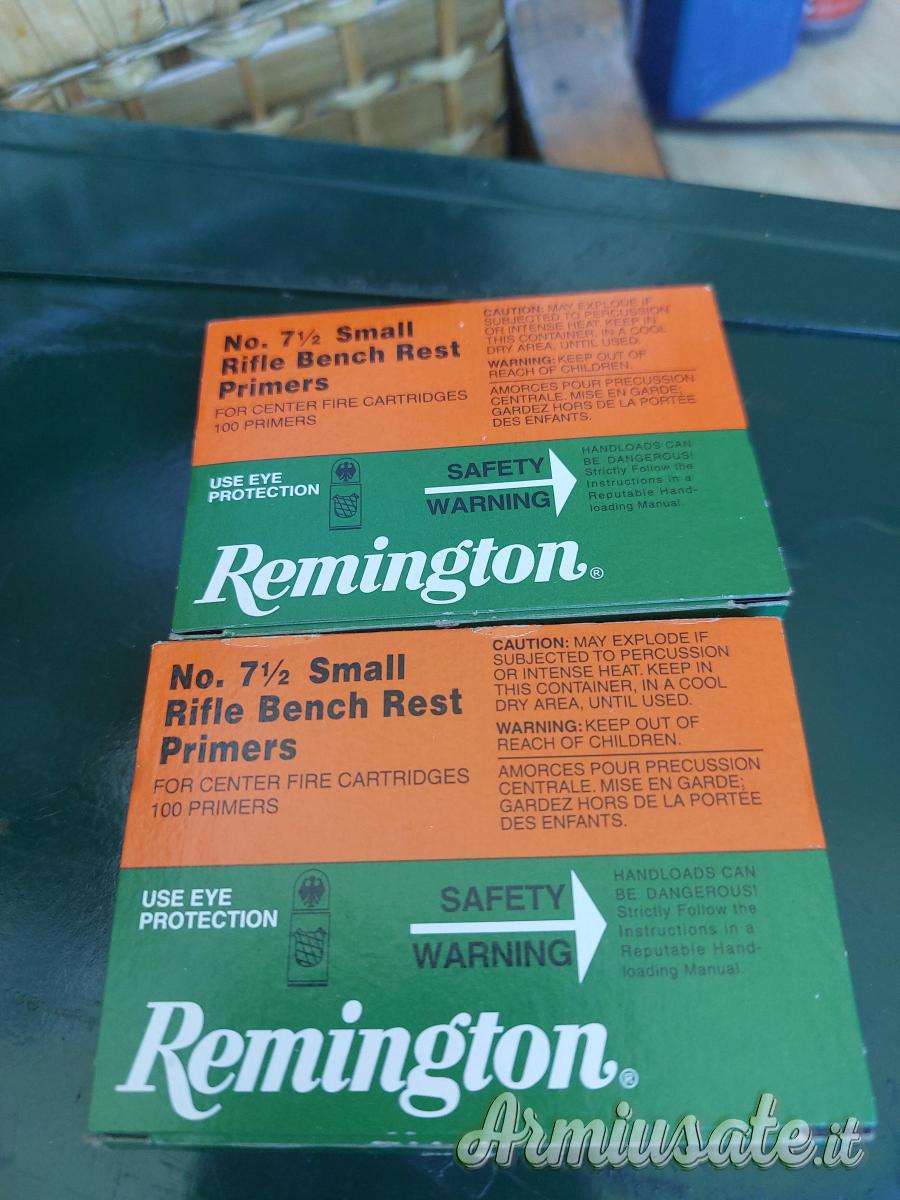 No. 7½ Small
Rifle Bench Rest
Primers
FOR CENTER FIRE CARTRIDGES
100 PRIMERS
CAUTION: MAY EXPLODE IF
SUBJECTED TO PERCUSSION
OR INTENSE HEAT. KEEP IN
THIS CONTAINER, IN A COOL
DRY AREA, UNTIL USED.
WARNING: KEEP OUT OF
REACH OF CHILDREN.
AMORCES POUR PRECUSSION
CENTRALE. MISE EN GARDE;
GARDEZ HORS DE LA PORTÉE
DES ENFANTS.
USE EYE
PROTECTION
SAFETY
WARNING
HANDLOADS CAN
BE DANGEROUS!
Strictly Follow the
Instructions in a
Reputable Hand-
loading Manual.
Remington®
No. 7½ Small
Rifle Bench Rest
Primers
FOR CENTER FIRE CARTRIDGES
100 PRIMERS
CAUTION: MAY EXPLODE IF
SUBJECTED TO PERCUSSION
OR INTENSE HEAT. KEEP IN
THIS CONTAINER, IN A COOL
DRY AREA, UNTIL USED.
WARNING: KEEP OUT OF
REACH OF CHILDREN.
AMORCES POUR PRECUSSION
CENTRALE. MISE EN GARDE;
GARDEZ HORS DE LA PORTÉE
DES ENFANTS.
USE EYE
PROTECTION
SAFETY
WARNING
HANDLOADS CAN
BE DANGEROUS!
Strictly Follow the
Instructions in a
Reputable Hand-
loading Manual.
Remington®
Armiusate.it